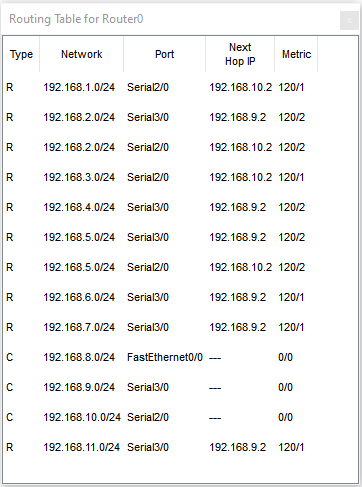 Routing Table for Router0
x
Type Network Port Next Hop IP Metric
R 192.168.1.0/24 Serial2/0 192.168.10.2 120/1
R 192.168.2.0/24 Serial3/0 192.168.9.2 120/2
R 192.168.2.0/24 Serial2/0 192.168.10.2 120/2
R 192.168.3.0/24 Serial2/0 192.168.10.2 120/1
R 192.168.4.0/24 Serial3/0 192.168.9.2 120/2
R 192.168.5.0/24 Serial3/0 192.168.9.2 120/2
R 192.168.5.0/24 Serial2/0 192.168.10.2 120/2
R 192.168.6.0/24 Serial3/0 192.168.9.2 120/1
R 192.168.7.0/24 Serial3/0 192.168.9.2 120/1
C 192.168.8.0/24 FastEthernet0/0 --- 0/0
C 192.168.9.0/24 Serial3/0 --- 0/0
C 192.168.10.0/24 Serial2/0 --- 0/0
R 192.168.11.0/24 Serial3/0 192.168.9.2 120/1